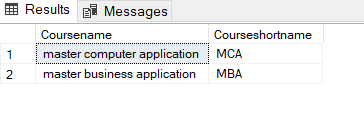 Results Messages
Coursename Courseshortname
1 master computer application MCA
2 master business application MBA